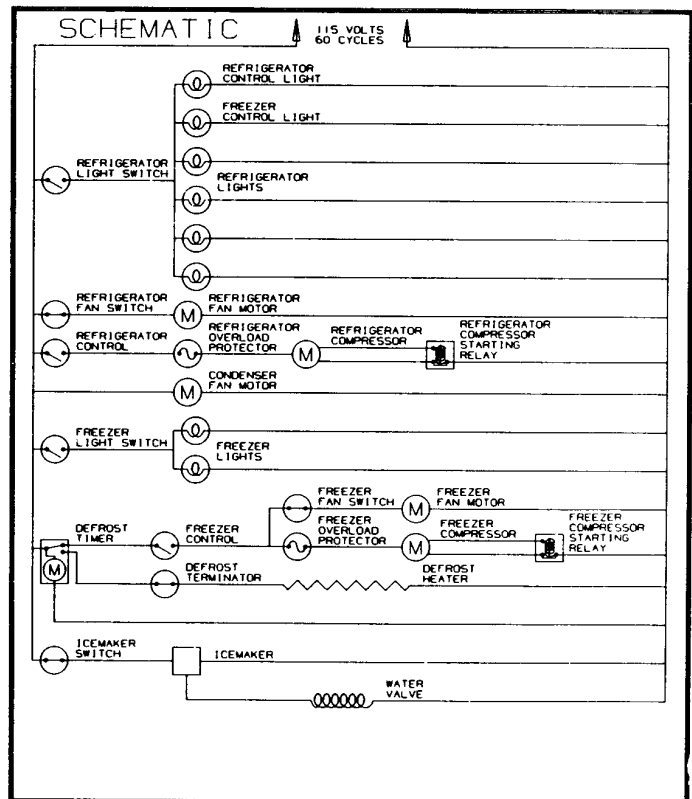 SCHEMATIC
115 VOLTS
60 CYCLES
REFRIGERATOR
CONTROL LIGHT
FREEZER
CONTROL LIGHT
REFRIGERATOR
LIGHT SWITCH
REFRIGERATOR
LIGHTS
REFRIGERATOR
FAN SWITCH
M
REFRIGERATOR
FAN MOTOR
REFRIGERATOR
CONTROL
REFRIGERATOR
OVERLOAD
PROTECTOR
M
REFRIGERATOR
COMPRESSOR
REFRIGERATOR
COMPRESSOR
STARTING
RELAY
M
CONDENSER
FAN MOTOR
FREEZER
LIGHT SWITCH
FREEZER
LIGHTS
FREEZER
FAN SWITCH
M
FREEZER
FAN MOTOR
DEFROST
TIMER
M
FREEZER
CONTROL
FREEZER
OVERLOAD
PROTECTOR
M
FREEZER
COMPRESSOR
FREEZER
COMPRESSOR
STARTING
RELAY
DEFROST
TERMINATOR
DEFROST
HEATER
ICEMAKER
SWITCH
ICEMAKER
WATER
VALVE